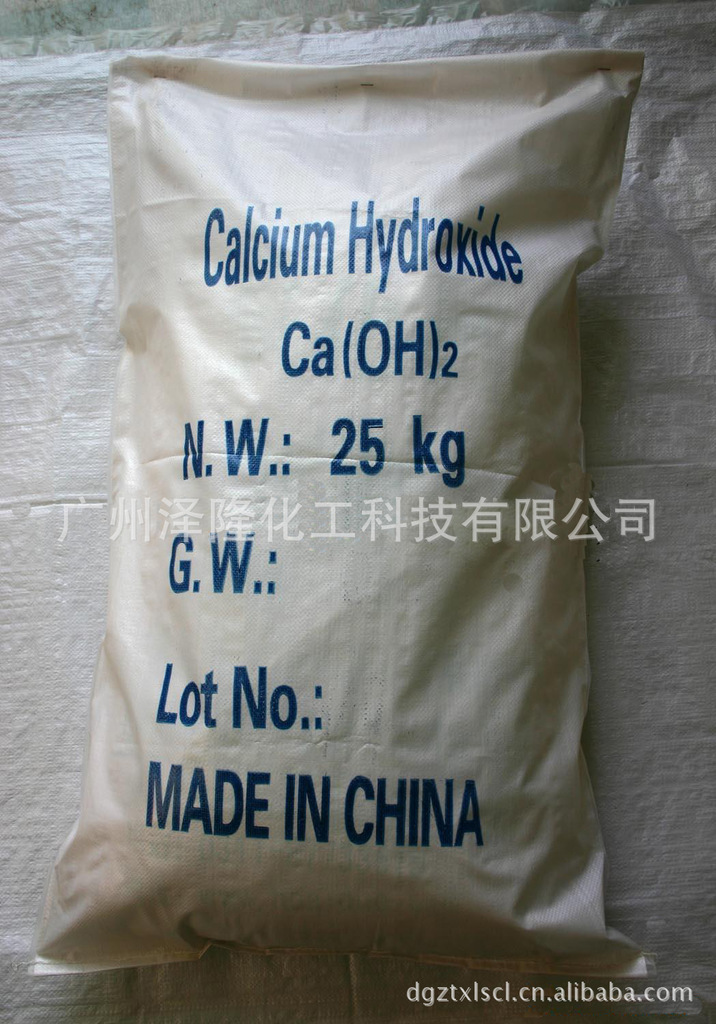 Calcium Hydroxide
Ca(OH)2
N.W.: 25 kg
广州泽隆化工科技有限公司
G.W.:
Lot No.:
MADE IN CHINA
dgztxlscl.cn.alibaba.com